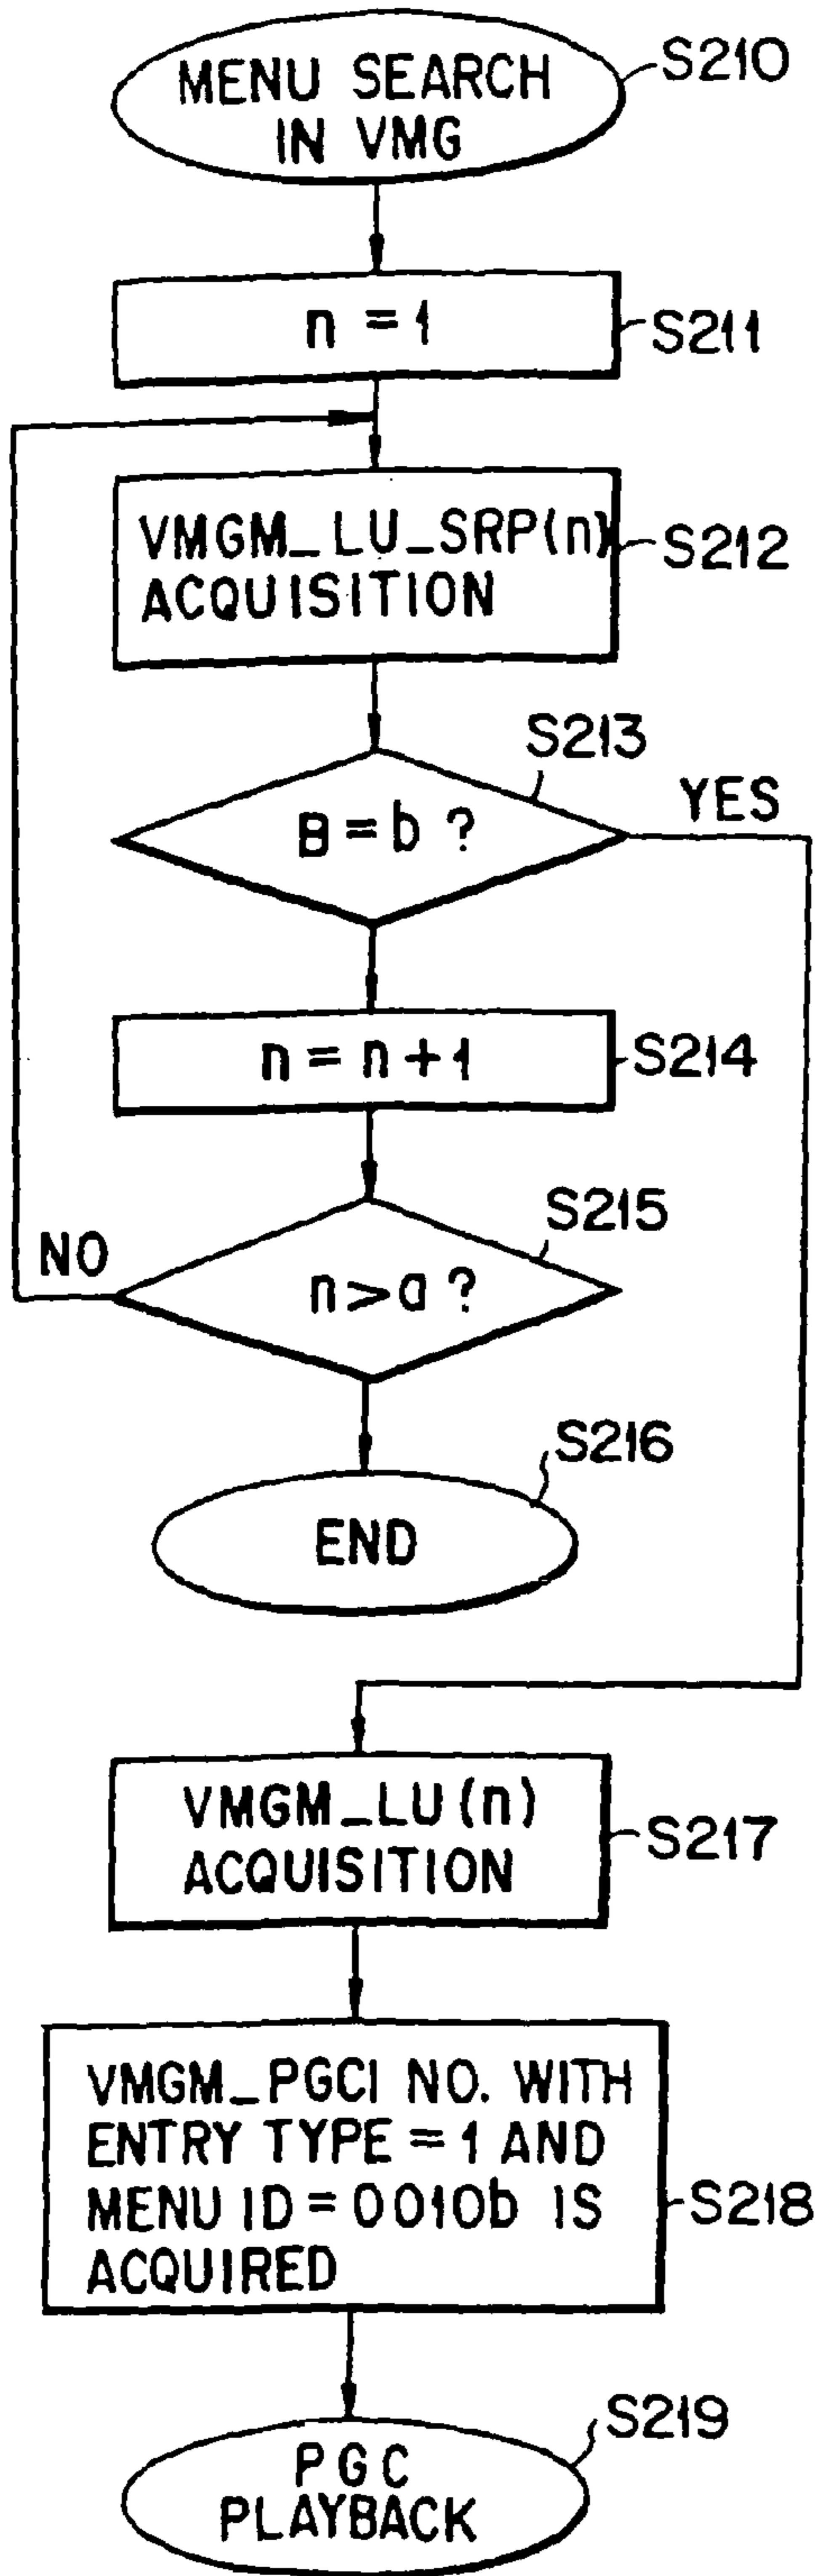 MENU SEARCH
IN VMG
S210
n = 1
S211
VMGM_LU_SRP(n)
ACQUISITION
S212
S213
B = b ?
YES
n = n + 1
S214
S215
NO
n > a ?
S216
END
VMGM_LU(n)
ACQUISITION
S217
VMGM_PGCI NO. WITH
ENTRY TYPE = 1 AND
MENU ID = 0010b IS
ACQUIRED
S218
S219
PGC
PLAYBACK